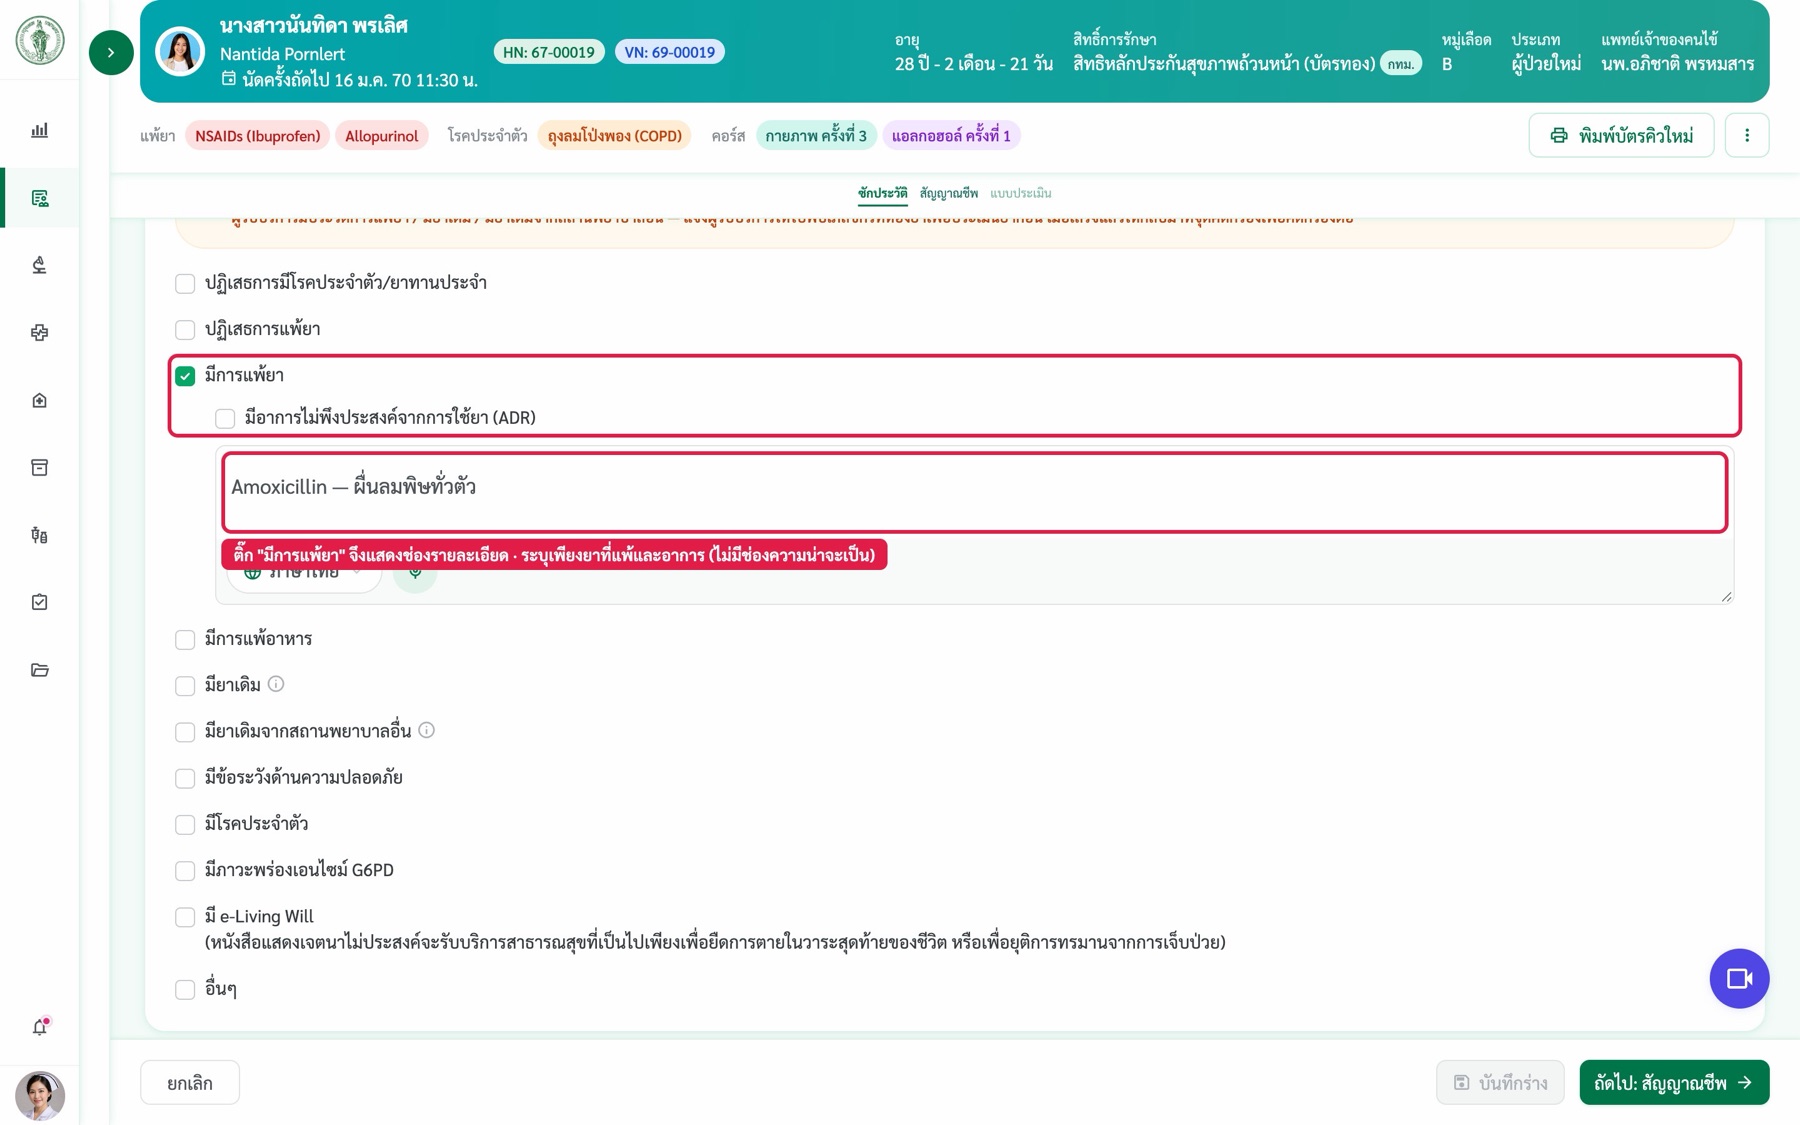 นางสาวนันทิดา พรเลิศ
Nantida Pornlert
นัดครั้งถัดไป 16 ม.ค. 70 11:30 น.
HN: 67-00019
VN: 69-00019
อายุ
28 ปี - 2 เดือน - 21 วัน
สิทธิ์การรักษา
สิทธิหลักประกันสุขภาพถ้วนหน้า (บัตรทอง) กทม.
หมู่เลือด
B
ประเภท
ผู้ป่วยใหม่
แพทย์เจ้าของคนไข้
นพ.อภิชาติ พรหมสาร
แพ้ยา NSAIDs (Ibuprofen) Allopurinol โรคประจำตัว ถุงลมโป่งพอง (COPD) คอร์ส กายภาพ ครั้งที่ 3 แอลกอฮอล์ ครั้งที่ 1
พิมพ์บัตรคิวใหม่
ซักประวัติ สัญญาณชีพ แบบประเมิน
ปฏิเสธการมีโรคประจำตัว/ยาทานประจำ
ปฏิเสธการแพ้ยา
มีการแพ้ยา
มีอาการไม่พึงประสงค์จากการใช้ยา (ADR)
Amoxicillin — ผื่นลมพิษทั่วตัว
ติ๊ก "มีการแพ้ยา" จึงแสดงช่องรายละเอียด · ระบุเพียงยาที่แพ้และอาการ (ไม่มีช่องความน่าจะเป็น)
ภาษาไทย
มีการแพ้อาหาร
มียาเดิม
มียาเดิมจากสถานพยาบาลอื่น
มีข้อระวังด้านความปลอดภัย
มีโรคประจำตัว
มีภาวะพร่องเอนไซม์ G6PD
มี e-Living Will
(หนังสือแสดงเจตนาไม่ประสงค์จะรับบริการสาธารณสุขที่เป็นไปเพียงเพื่อยืดการตายในวาระสุดท้ายของชีวิต หรือเพื่อยุติการทรมานจากการเจ็บป่วย)
อื่นๆ
ยกเลิก
บันทึกร่าง
ถัดไป: สัญญาณชีพ